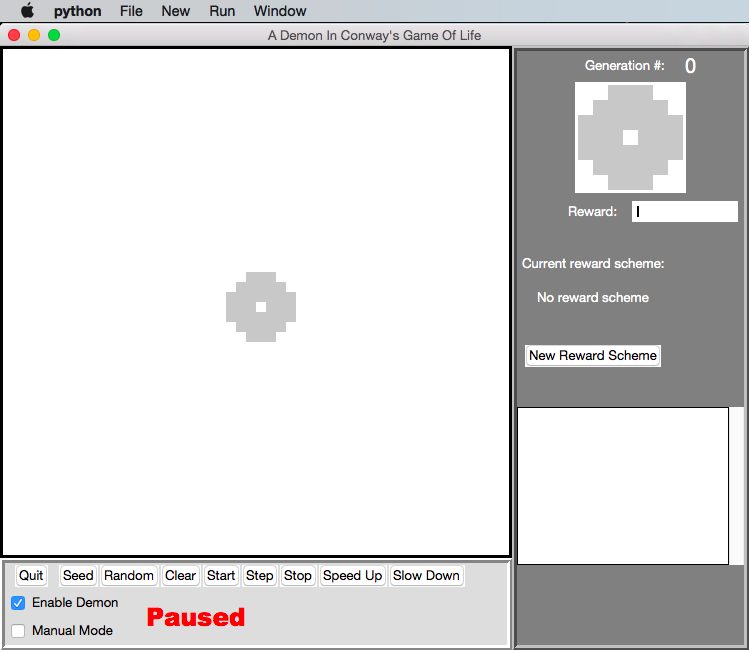 python File New Run Window
A Demon In Conway's Game Of Life
Generation #: 0
Reward:
Current reward scheme:
No reward scheme
New Reward Scheme
Quit Seed Random Clear Start Step Stop Speed Up Slow Down
Enable Demon
Paused
Manual Mode